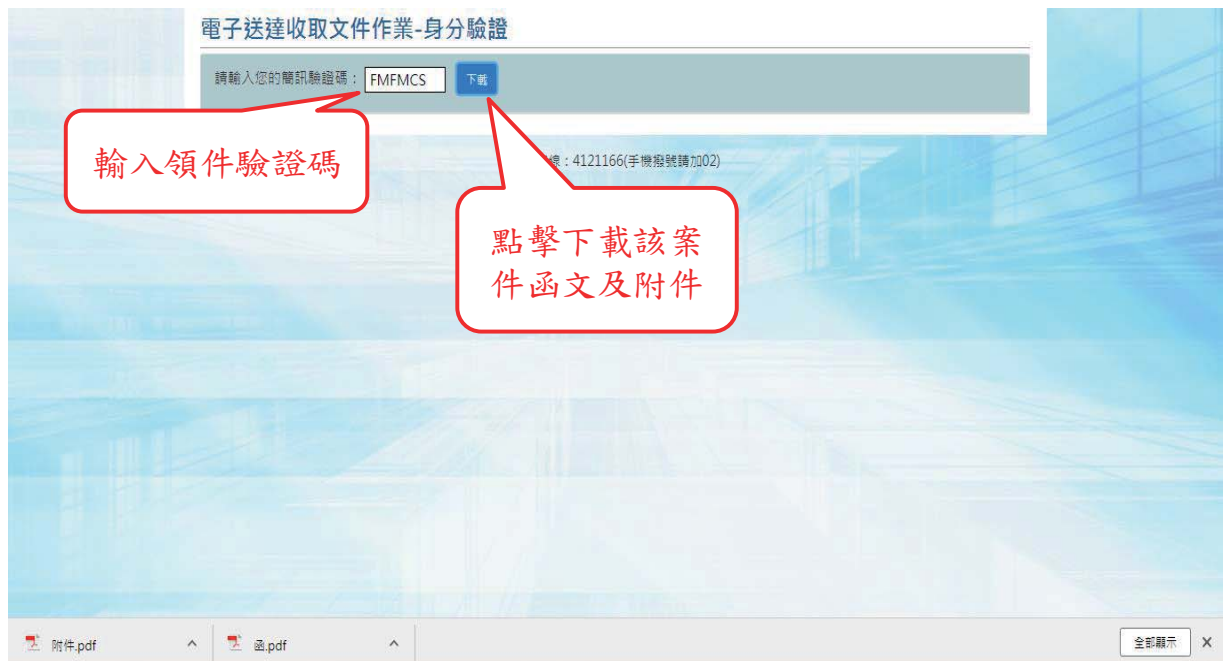 電子送達收取文件作業-身分驗證
請輸入您的簡訊驗證碼： FMFMCS 下載
輸入領件驗證碼
線：4121166(手機撥號請加02)
點擊下載該案
件函文及附件
附件.pdf
函.pdf
全部顯示